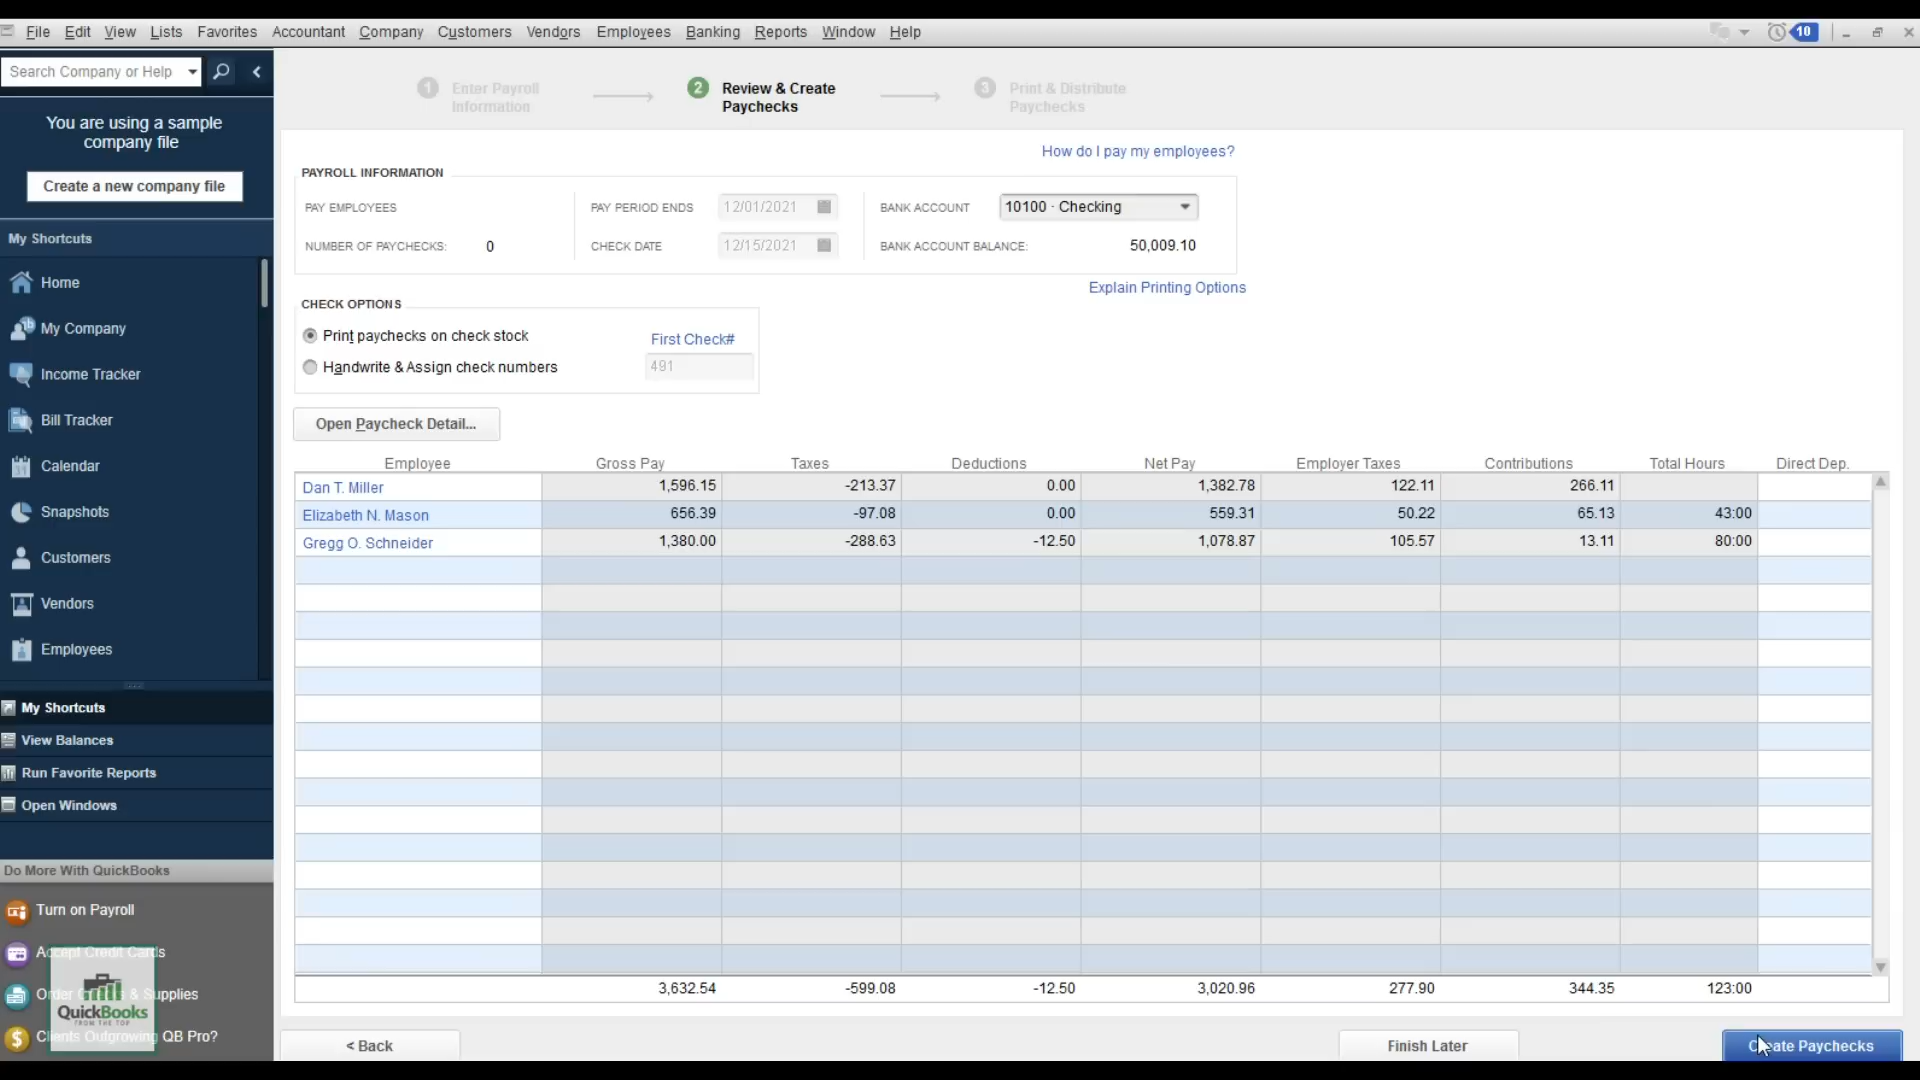 File Edit View Lists Favorites Accountant Company Customers Vendors Employees Banking Reports Window Help
10
Search Company or Help
You are using a sample
company file
Create a new company file
My Shortcuts
Home
My Company
Income Tracker
Bill Tracker
Calendar
Snapshots
Customers
Vendors
Employees
My Shortcuts
View Balances
Run Favorite Reports
Open Windows
Do More With QuickBooks
Turn on Payroll
Accept Credit Cards
Order & Supplies
Clients Outgrowing QB Pro?
QuickBooks
FROM THE TOP
1 Enter Payroll
Information
2 Review & Create
Paychecks
3 Print & Distribute
Paychecks
How do I pay my employees?
PAYROLL INFORMATION
PAY EMPLOYEES
NUMBER OF PAYCHECKS: 0
PAY PERIOD ENDS 12/01/2021
CHECK DATE 12/15/2021
BANK ACCOUNT 10100 · Checking
BANK ACCOUNT BALANCE: 50,009.10
Explain Printing Options
CHECK OPTIONS
Print paychecks on check stock
Handwrite & Assign check numbers
First Check#
491
Open Paycheck Detail...
Employee Gross Pay Taxes Deductions Net Pay Employer Taxes Contributions Total Hours Direct Dep.
Dan T. Miller 1,596.15 -213.37 0.00 1,382.78 122.11 266.11
Elizabeth N. Mason 656.39 -97.08 0.00 559.31 50.22 65.13 43:00
Gregg O. Schneider 1,380.00 -288.63 -12.50 1,078.87 105.57 13.11 80:00
3,632.54 -599.08 -12.50 3,020.96 277.90 344.35 123:00
< Back
Finish Later
Create Paychecks